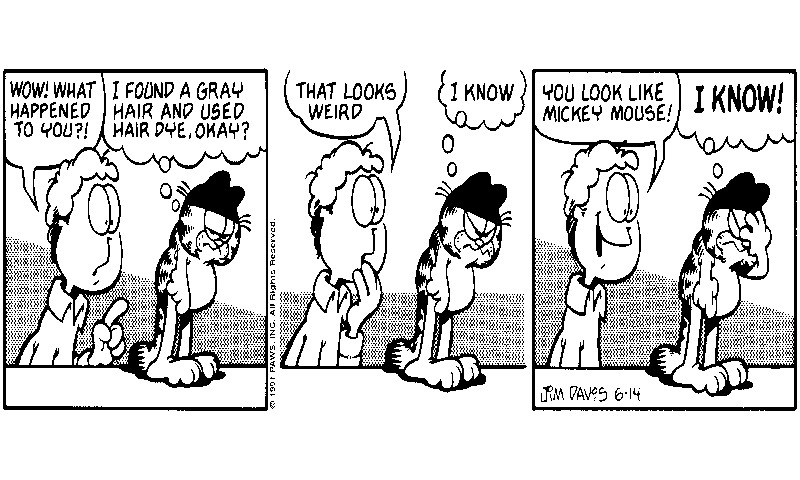 WOW! WHAT
HAPPENED
TO YOU?!
I FOUND A GRAY
HAIR AND USED
HAIR DYE, OKAY?
© 1991 PAWS, INC. All Rights Reserved.
THAT LOOKS
WEIRD
I KNOW
YOU LOOK LIKE
MICKEY MOUSE!
I KNOW!
JIM DAVIS 6-14